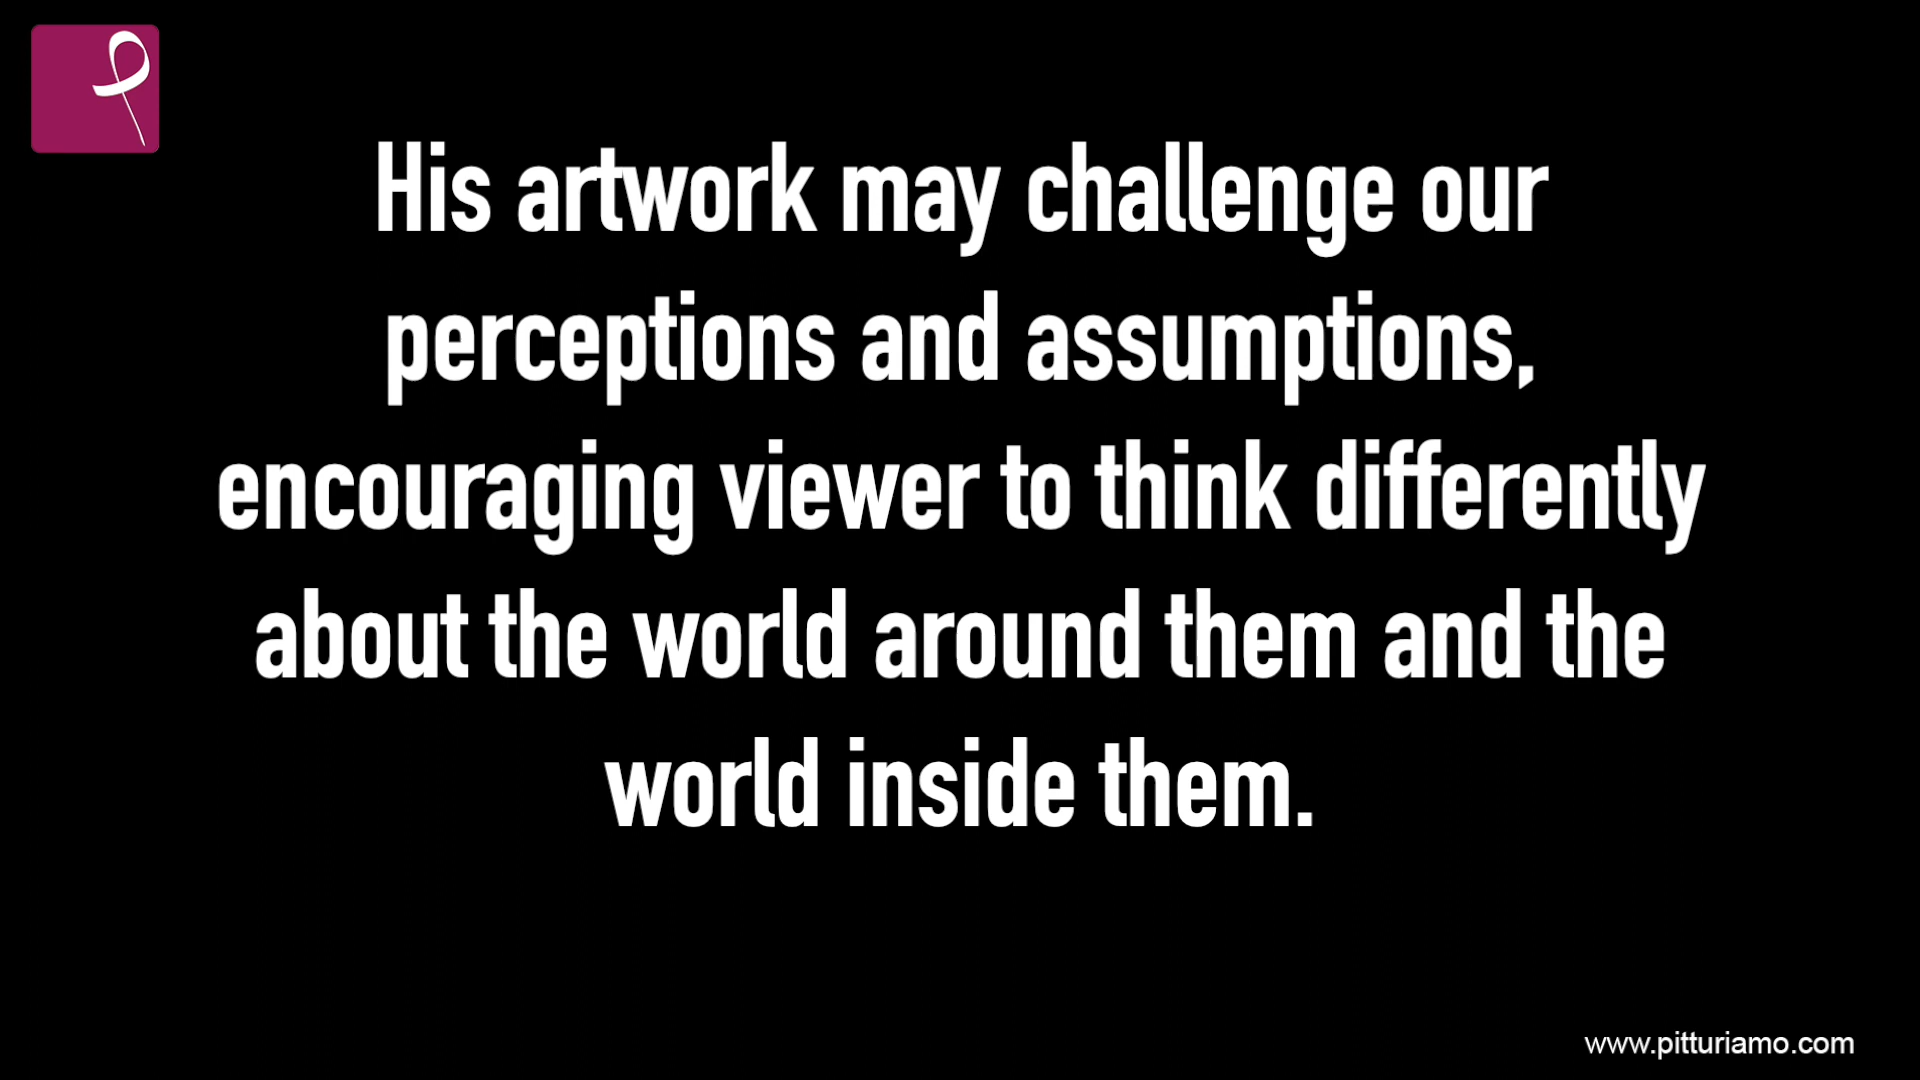 His artwork may challenge our
perceptions and assumptions,
encouraging viewer to think differently
about the world around them and the
world inside them.
www.pitturiamo.com